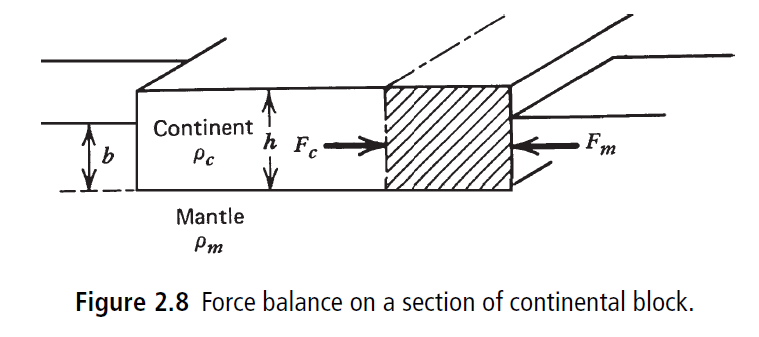 Continent
ρc
h
Fc
Fm
b
Mantle
ρm
Figure 2.8 Force balance on a section of continental block.